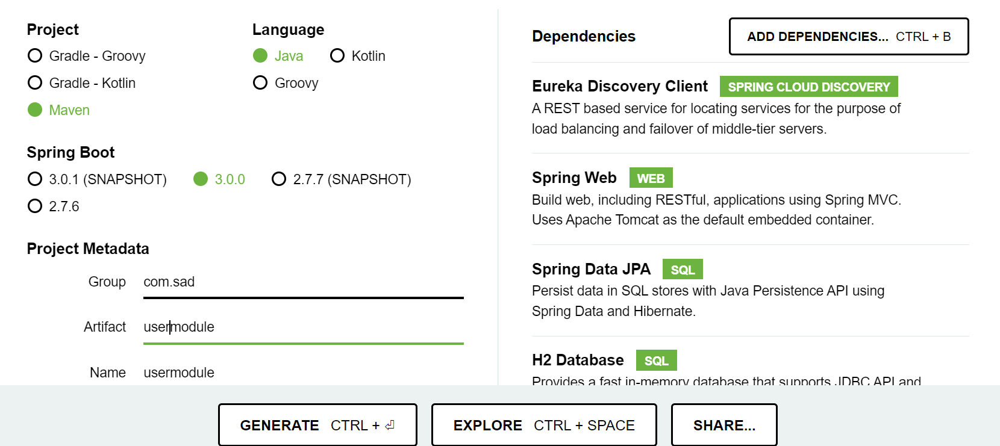 Project
Gradle - Groovy
Gradle - Kotlin
Maven
Language
Java Kotlin
Groovy
Spring Boot
3.0.1 (SNAPSHOT) 3.0.0 2.7.7 (SNAPSHOT)
2.7.6
Project Metadata
Group com.sad
Artifact usermodule
Name usermodule
Dependencies
ADD DEPENDENCIES... CTRL + B
Eureka Discovery Client SPRING CLOUD DISCOVERY
A REST based service for locating services for the purpose of
load balancing and failover of middle-tier servers.
Spring Web WEB
Build web, including RESTful, applications using Spring MVC.
Uses Apache Tomcat as the default embedded container.
Spring Data JPA SQL
Persist data in SQL stores with Java Persistence API using
Spring Data and Hibernate.
H2 Database SQL
Provides a fast in-memory database that supports JDBC API and
GENERATE CTRL + ⏎
EXPLORE CTRL + SPACE
SHARE...